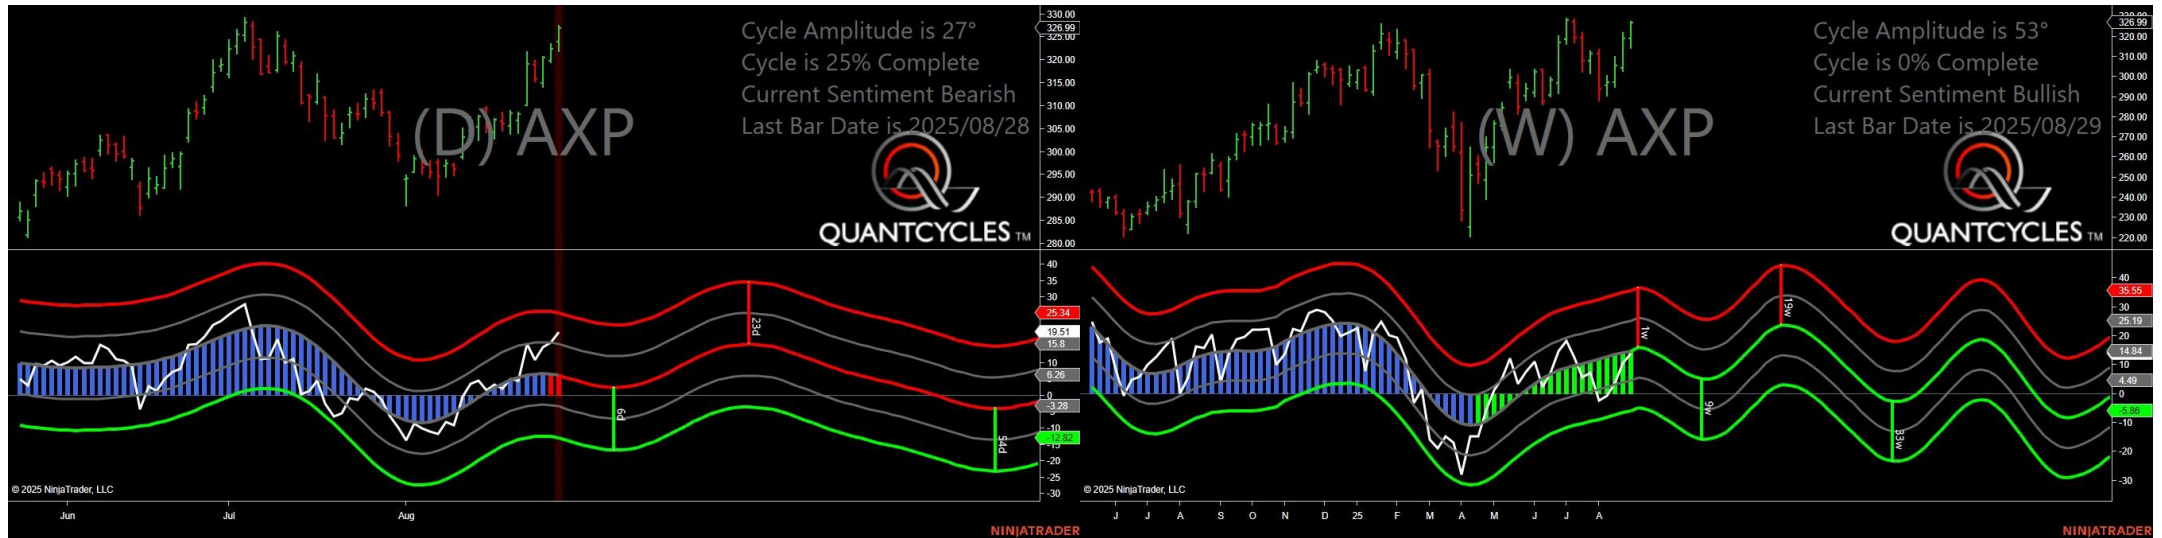 Cycle Amplitude is 27°
Cycle is 25% Complete
Current Sentiment Bearish
Last Bar Date is 2025/08/28
(D) AXP
QUANTCYCLES TM
330.00
326.99
325.00
320.00
315.00
310.00
305.00
300.00
295.00
290.00
285.00
280.00
40
35
30
25.34
19.51
15.8
10
6.26
0
-3.28
-10
-12.82
-15
-20
-25
-30
23d
6d
54d
© 2025 NinjaTrader, LLC
Jun Jul Aug
NINJATRADER
Cycle Amplitude is 53°
Cycle is 0% Complete
Current Sentiment Bullish
Last Bar Date is 2025/08/29
(W) AXP
QUANTCYCLES TM
326.99
320.00
310.00
300.00
290.00
280.00
270.00
260.00
250.00
240.00
230.00
220.00
40
35.55
30
25.19
20
14.84
4.49
0
-5.86
-10
-20
-30
1w
19w
9w
33w
© 2025 NinjaTrader, LLC
J J A S O N D 25 F M A M J J A
NINJATRADER